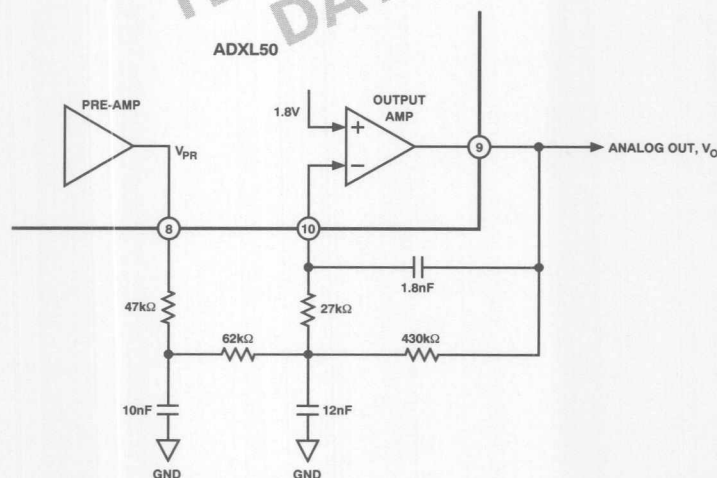 DAT
ADXL50
PRE-AMP
V_PR
1.8V
OUTPUT
AMP
+
−
9
ANALOG OUT, V_O
8
10
1.8nF
47kΩ
27kΩ
62kΩ
430kΩ
10nF
12nF
GND
GND